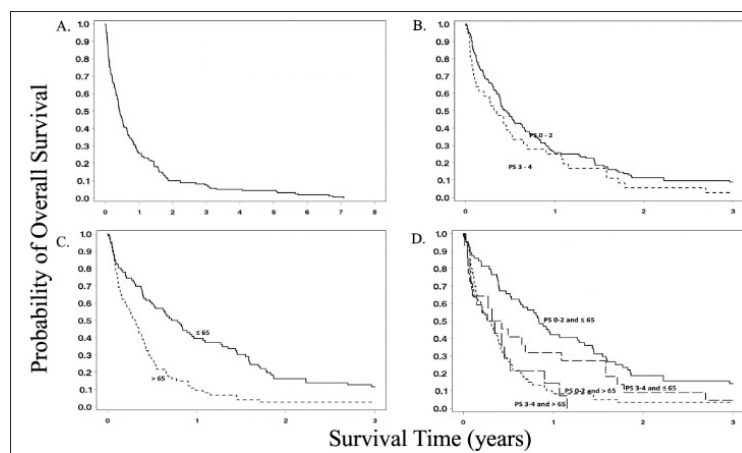 Probability of Overall Survival
A.
1.0
0.9
0.8
0.7
0.6
0.5
0.4
0.3
0.2
0.1
0.0
0 1 2 3 4 5 6 7 8
B.
1.0
0.9
0.8
0.7
0.6
0.5
0.4
0.3
0.2
0.1
0.0
PS 0 - 2
PS 3 - 4
0 1 2 3
C.
1.0
0.9
0.8
0.7
0.6
0.5
0.4
0.3
0.2
0.1
0.0
≤ 65
> 65
0 1 2 3
D.
1.0
0.9
0.8
0.7
0.6
0.5
0.4
0.3
0.2
0.1
0.0
PS 0-2 and ≤ 65
PS 0-2 and > 65
PS 3-4 and ≤ 65
PS 3-4 and > 65
0 1 2 3
Survival Time (years)